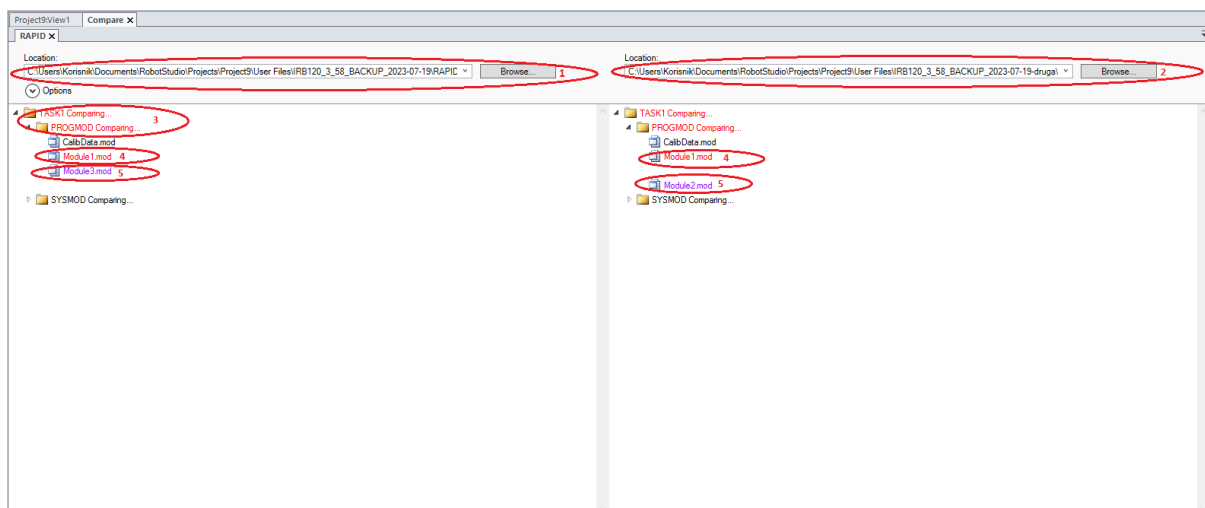 Project9:View1 Compare X
RAPID X
Location:
C:\Users\Korisnik\Documents\RobotStudio\Projects\Project9\User Files\IRB120_3_58_BACKUP_2023-07-19\RAPID Browse... 1
Options
TASK1 Comparing...
3
PROGMOD Comparing...
CalibData.mod
Module1.mod 4
Module3.mod 5
SYSMOD Comparing...
Location:
C:\Users\Korisnik\Documents\RobotStudio\Projects\Project9\User Files\IRB120_3_58_BACKUP_2023-07-19-druga\ Browse... 2
TASK1 Comparing...
PROGMOD Comparing...
CalibData.mod
Module1.mod 4
Module2.mod 5
SYSMOD Comparing...